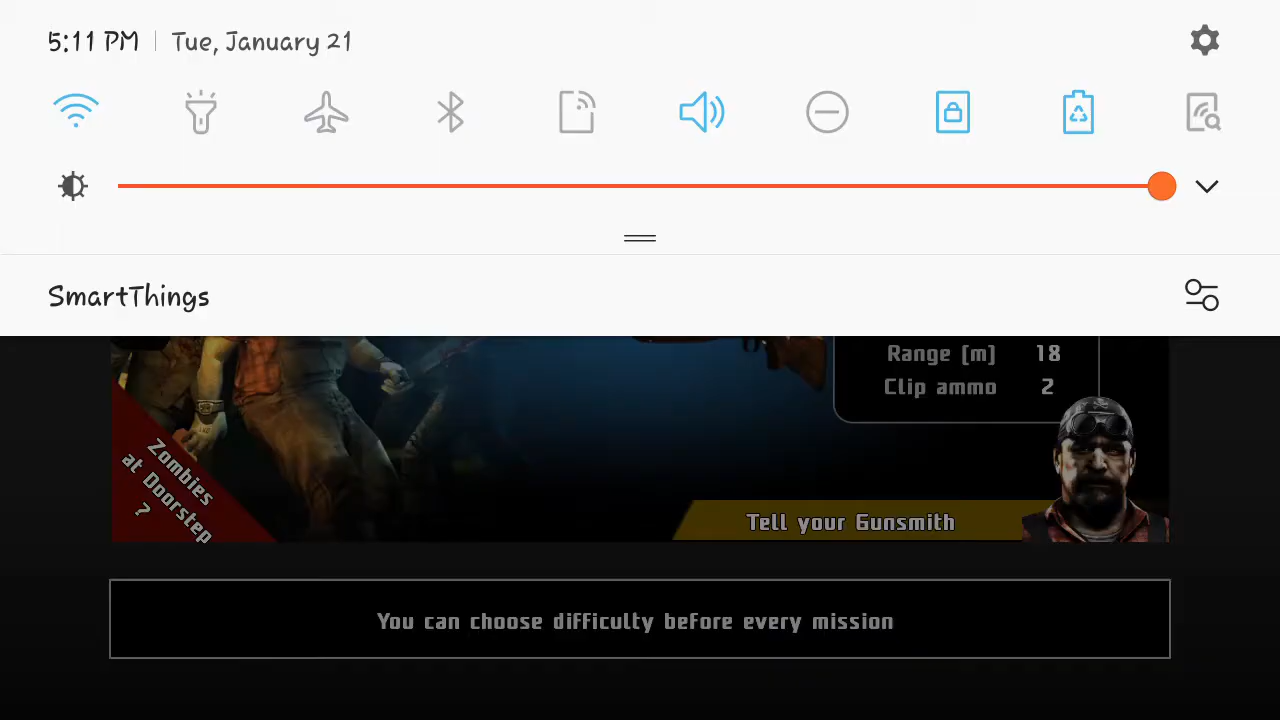 5:11 PM | Tue, January 21
SmartThings
Range [m] 18
Clip ammo 2
Zombies
at Doorstep
?
Tell your Gunsmith
You can choose difficulty before every mission